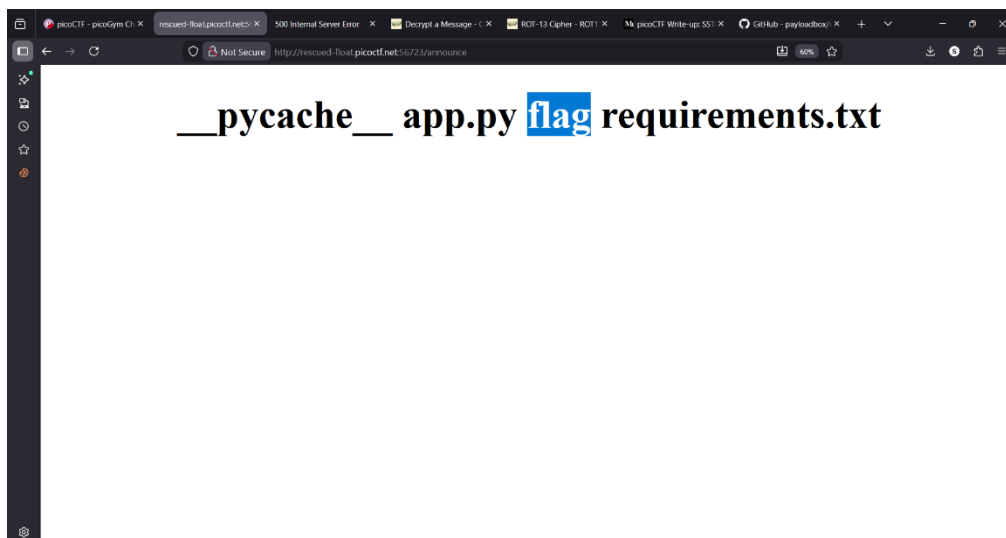 picoCTF - picoGym Ch
rescued-float.picoctf.net:5
500 Internal Server Error
Decrypt a Message - C
ROT-13 Cipher - ROT1
picoCTF Write-up: SST
GitHub - payloadbox/
Not Secure
http://rescued-float.picoctf.net:56723/announce
60%
S
__pycache__ app.py flag requirements.txt